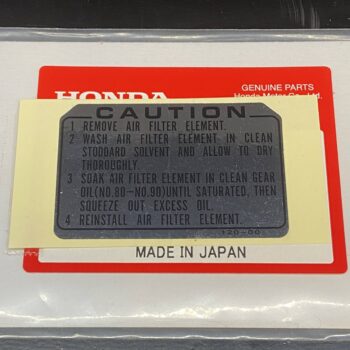 GENUINE PARTS
HONDA
Honda Motor Co., Ltd.
CAUTION
1 REMOVE AIR FILTER ELEMENT.
2 WASH AIR FILTER ELEMENT IN CLEAN
STODDARD SOLVENT AND ALLOW TO DRY
THOROUGHLY.
3 SOAK AIR FILTER ELEMENT IN CLEAN GEAR
OIL(NO.80-NO.90)UNTIL SATURATED, THEN
SQUEEZE OUT EXCESS OIL.
4 REINSTALL AIR FILTER ELEMENT.
120-00
MADE IN JAPAN